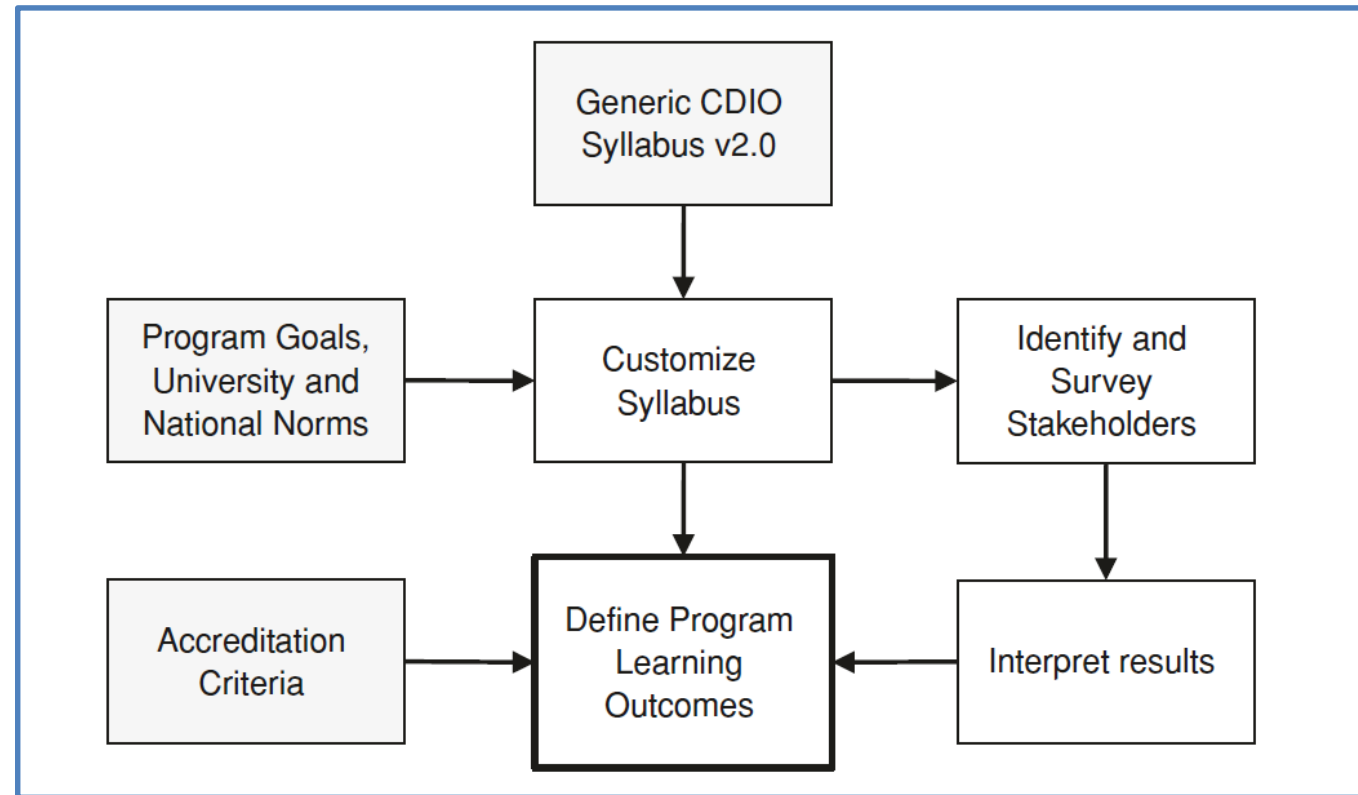 Generic CDIO
Syllabus v2.0
Program Goals,
University and
National Norms
Customize
Syllabus
Identify and
Survey
Stakeholders
Accreditation
Criteria
Define Program
Learning
Outcomes
Interpret results